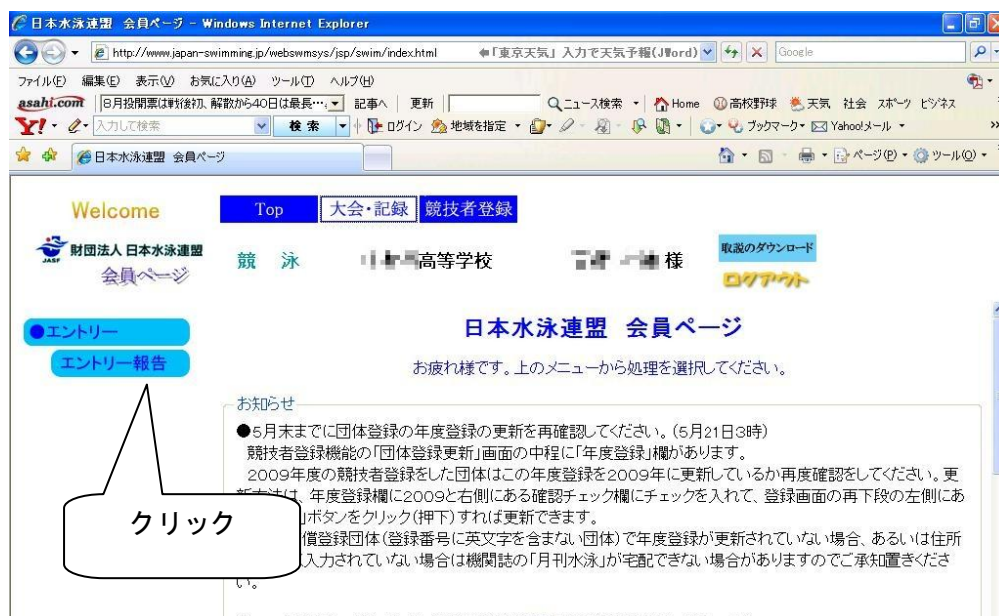 日本水泳連盟 会員ページ - Windows Internet Explorer
http://www.japan-swimming.jp/webswmsys/jsp/swim/index.html
「東京天気」入力で天気予報(JWord)
Google
ファイル(F) 編集(E) 表示(V) お気に入り(A) ツール(T) ヘルプ(H)
asahi.com 8月投開票は戦後初、解散から40日は最長… 記事へ 更新 ニュース検索 Home 高校野球 天気 社会 スポーツ ビジネス
Y! 入力して検索 検索 ログイン 地域を指定 ブックマーク Yahoo!メール
日本水泳連盟 会員ページ ページ(P) ツール(O)
Welcome Top 大会・記録 競技者登録
財団法人 日本水泳連盟
JASF
会員ページ
競 泳 高等学校 様
取説のダウンロード
ログアウト
●エントリー
エントリー報告
日本水泳連盟 会員ページ
お疲れ様です。上のメニューから処理を選択してください。
お知らせ
●5月末までに団体登録の年度登録の更新を再確認してください。(5月21日3時)
競技者登録機能の「団体登録更新」画面の中程に「年度登録」欄があります。
2009年度の競技者登録をした団体はこの年度登録を2009年に更新しているか再度確認をしてください。更
年度登録欄に2009と右側にある確認チェック欄にチェックを入れて、登録画面の再下段の左側にあ
」ボタンをクリック(押下)すれば更新できます。
償登録団体(登録番号に英文字を含まない団体)で年度登録が更新されていない場合、あるいは住所
入力されていない場合は機関誌の「月刊水泳」が宅配できない場合がありますのでご承知置きくださ
い。
クリック